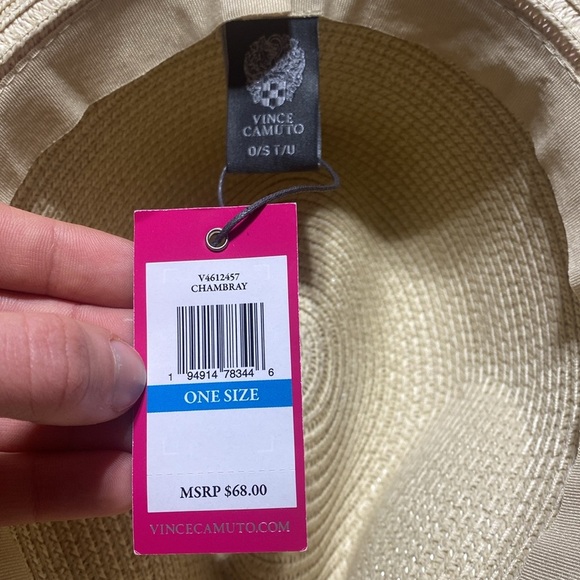 VINCE
CAMUTO
O/S T/U
V4612457
CHAMBRAY
1 94914 78344 6
ONE SIZE
MSRP $68.00
VINCECAMUTO.COM